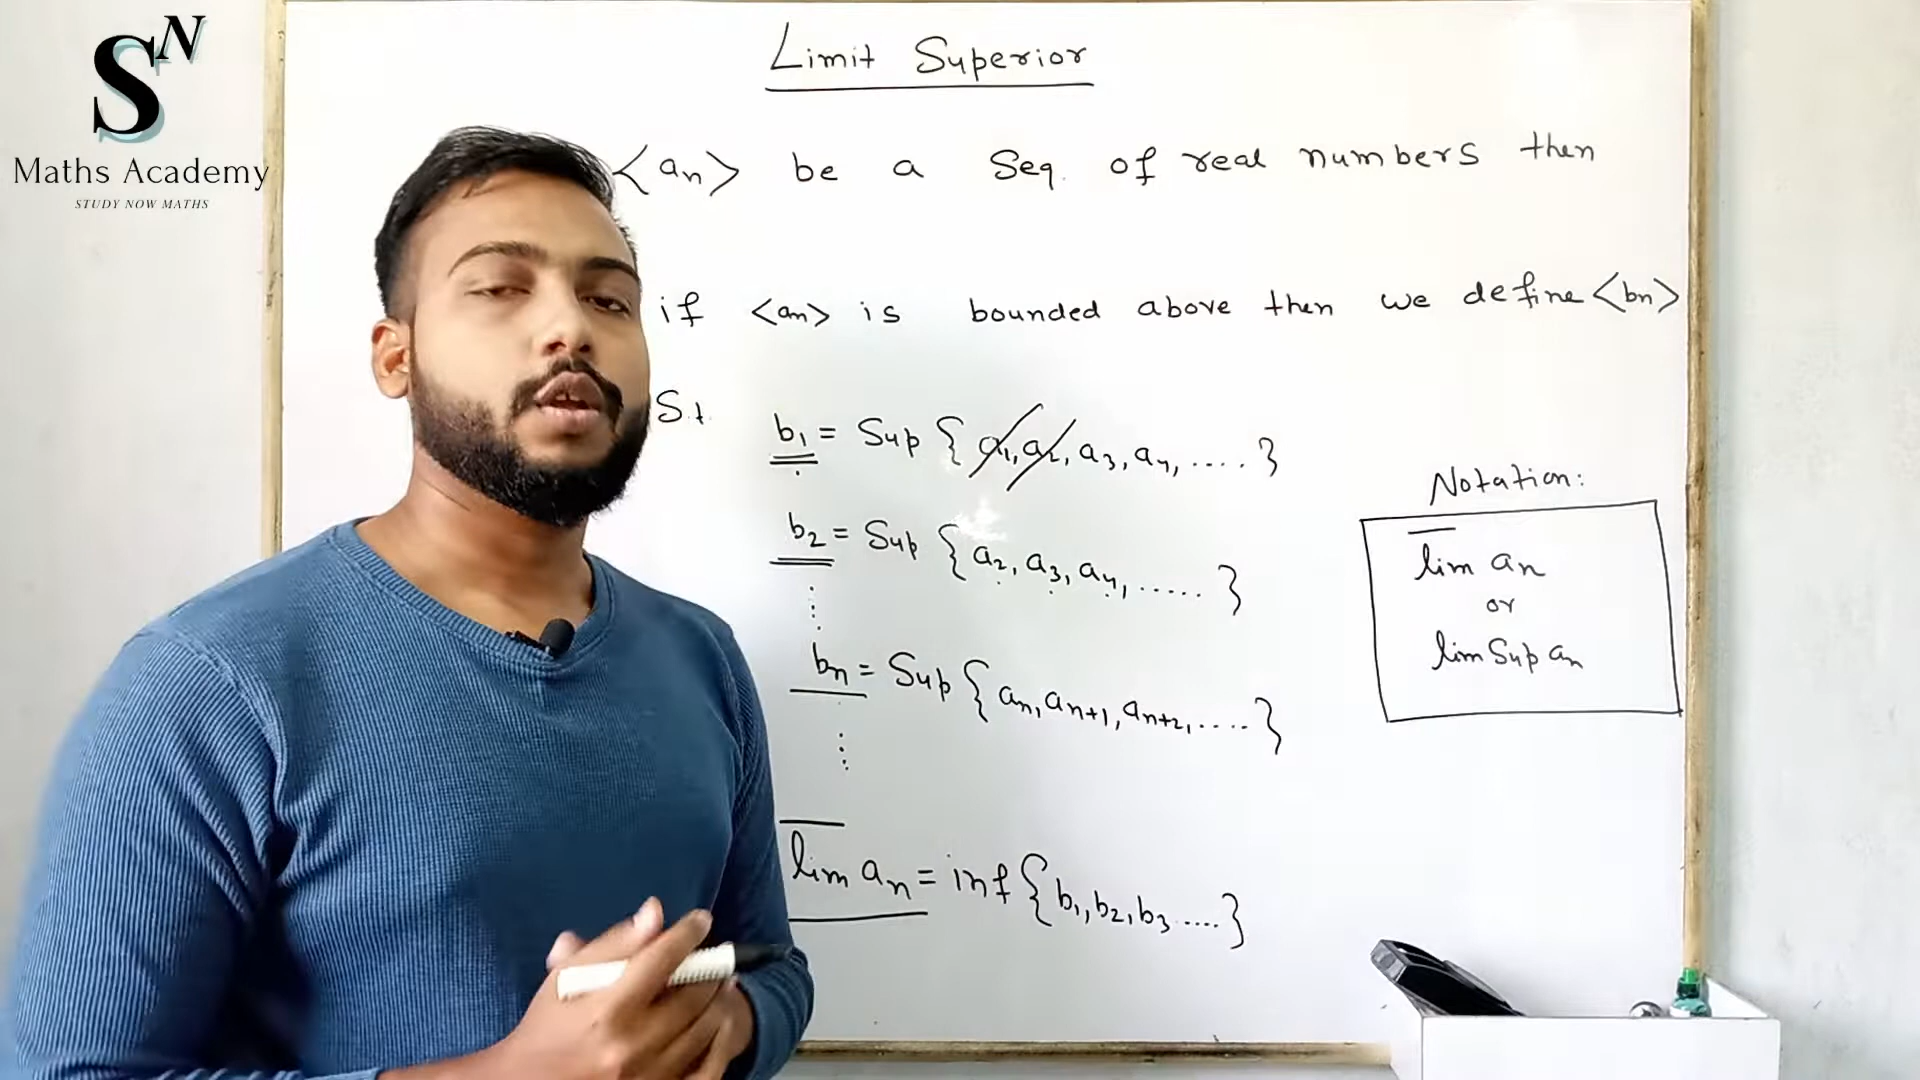 S^N
Maths Academy
STUDY NOW MATHS
Limit Superior
<aₙ> be a Seq. of real numbers then
if <aₙ> is bounded above then we define <bₙ>
S.t.
b₁ = Sup { a₁, a₂, a₃, a₄, ..... }
b₂ = Sup { a₂, a₃, a₄, ...... }
⋮
bₙ = Sup { aₙ, aₙ₊₁, aₙ₊₂, ..... }
⋮
l̅i̅m̅ aₙ = inf { b₁, b₂, b₃ .... }
Notation:
l̅i̅m̅ aₙ
or
lim Sup aₙ